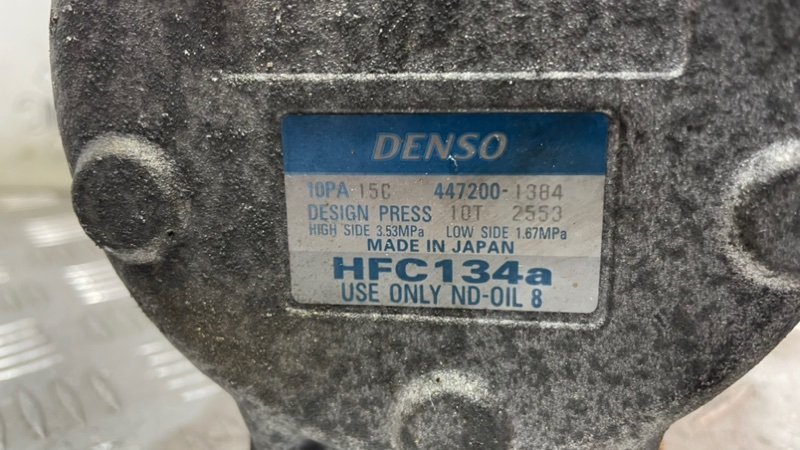 DENSO
10PA 15C 447200-1384
DESIGN PRESS 10T 2553
HIGH SIDE 3.53MPa LOW SIDE 1.67MPa
MADE IN JAPAN
HFC134a
USE ONLY ND-OIL 8